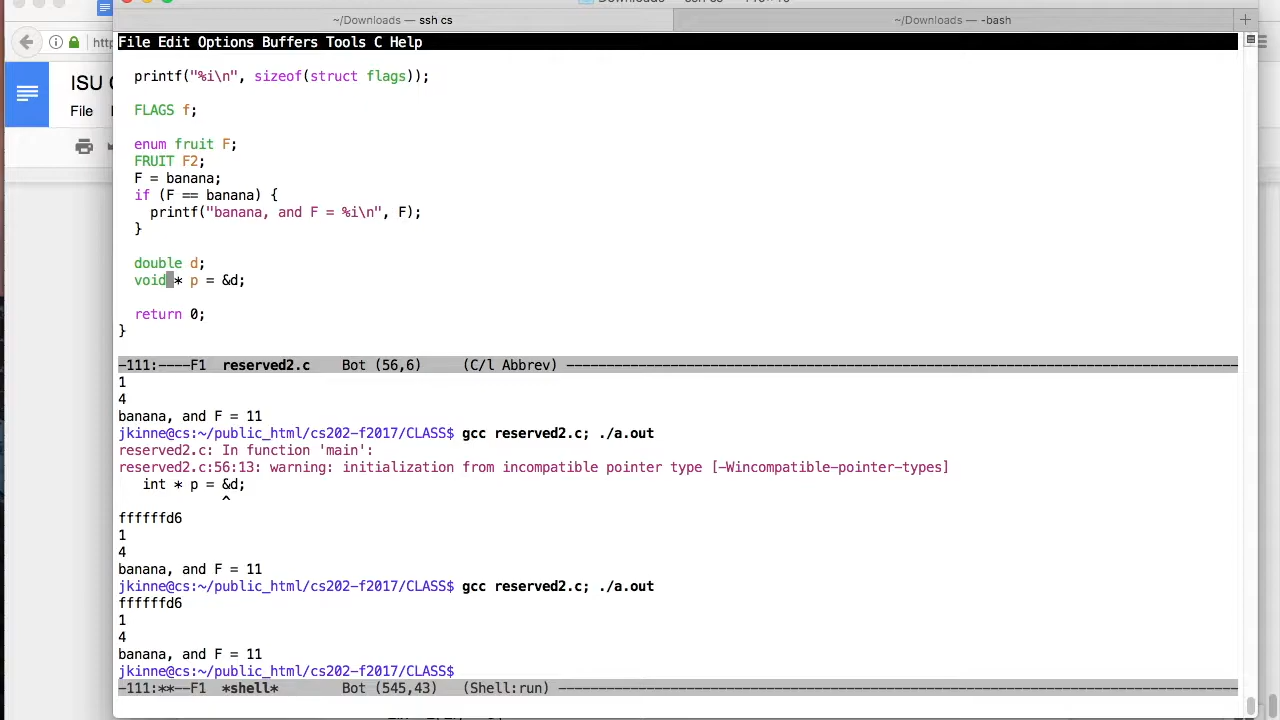 ~/Downloads — ssh cs
~/Downloads — -bash
http
ISU
File
File Edit Options Buffers Tools C Help
printf("%i\n", sizeof(struct flags));
FLAGS f;
enum fruit F;
FRUIT F2;
F = banana;
if (F == banana) {
printf("banana, and F = %i\n", F);
}
double d;
void * p = &d;
return 0;
}
-111:----F1  reserved2.c    Bot (56,6)     (C/l Abbrev)
1
4
banana, and F = 11
jkinne@cs:~/public_html/cs202-f2017/CLASS$ gcc reserved2.c; ./a.out
reserved2.c: In function 'main':
reserved2.c:56:13: warning: initialization from incompatible pointer type [-Wincompatible-pointer-types]
int * p = &d;
^
ffffffd6
1
4
banana, and F = 11
jkinne@cs:~/public_html/cs202-f2017/CLASS$ gcc reserved2.c; ./a.out
ffffffd6
1
4
banana, and F = 11
jkinne@cs:~/public_html/cs202-f2017/CLASS$
-111:**--F1  *shell*        Bot (545,43)   (Shell:run)